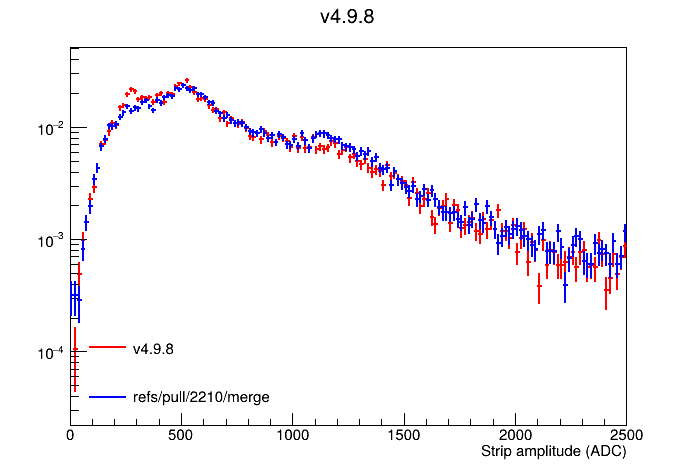 v4.9.8
10⁻²
10⁻³
10⁻⁴
v4.9.8
refs/pull/2210/merge
0 500 1000 1500 2000 2500
Strip amplitude (ADC)